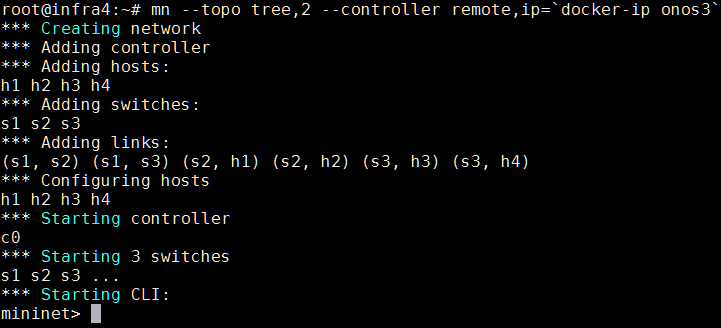 root@infra4:~# mn --topo tree,2 --controller remote,ip=`docker-ip onos3`
*** Creating network
*** Adding controller
*** Adding hosts:
h1 h2 h3 h4
*** Adding switches:
s1 s2 s3
*** Adding links:
(s1, s2) (s1, s3) (s2, h1) (s2, h2) (s3, h3) (s3, h4)
*** Configuring hosts
h1 h2 h3 h4
*** Starting controller
c0
*** Starting 3 switches
s1 s2 s3 ...
*** Starting CLI:
mininet>